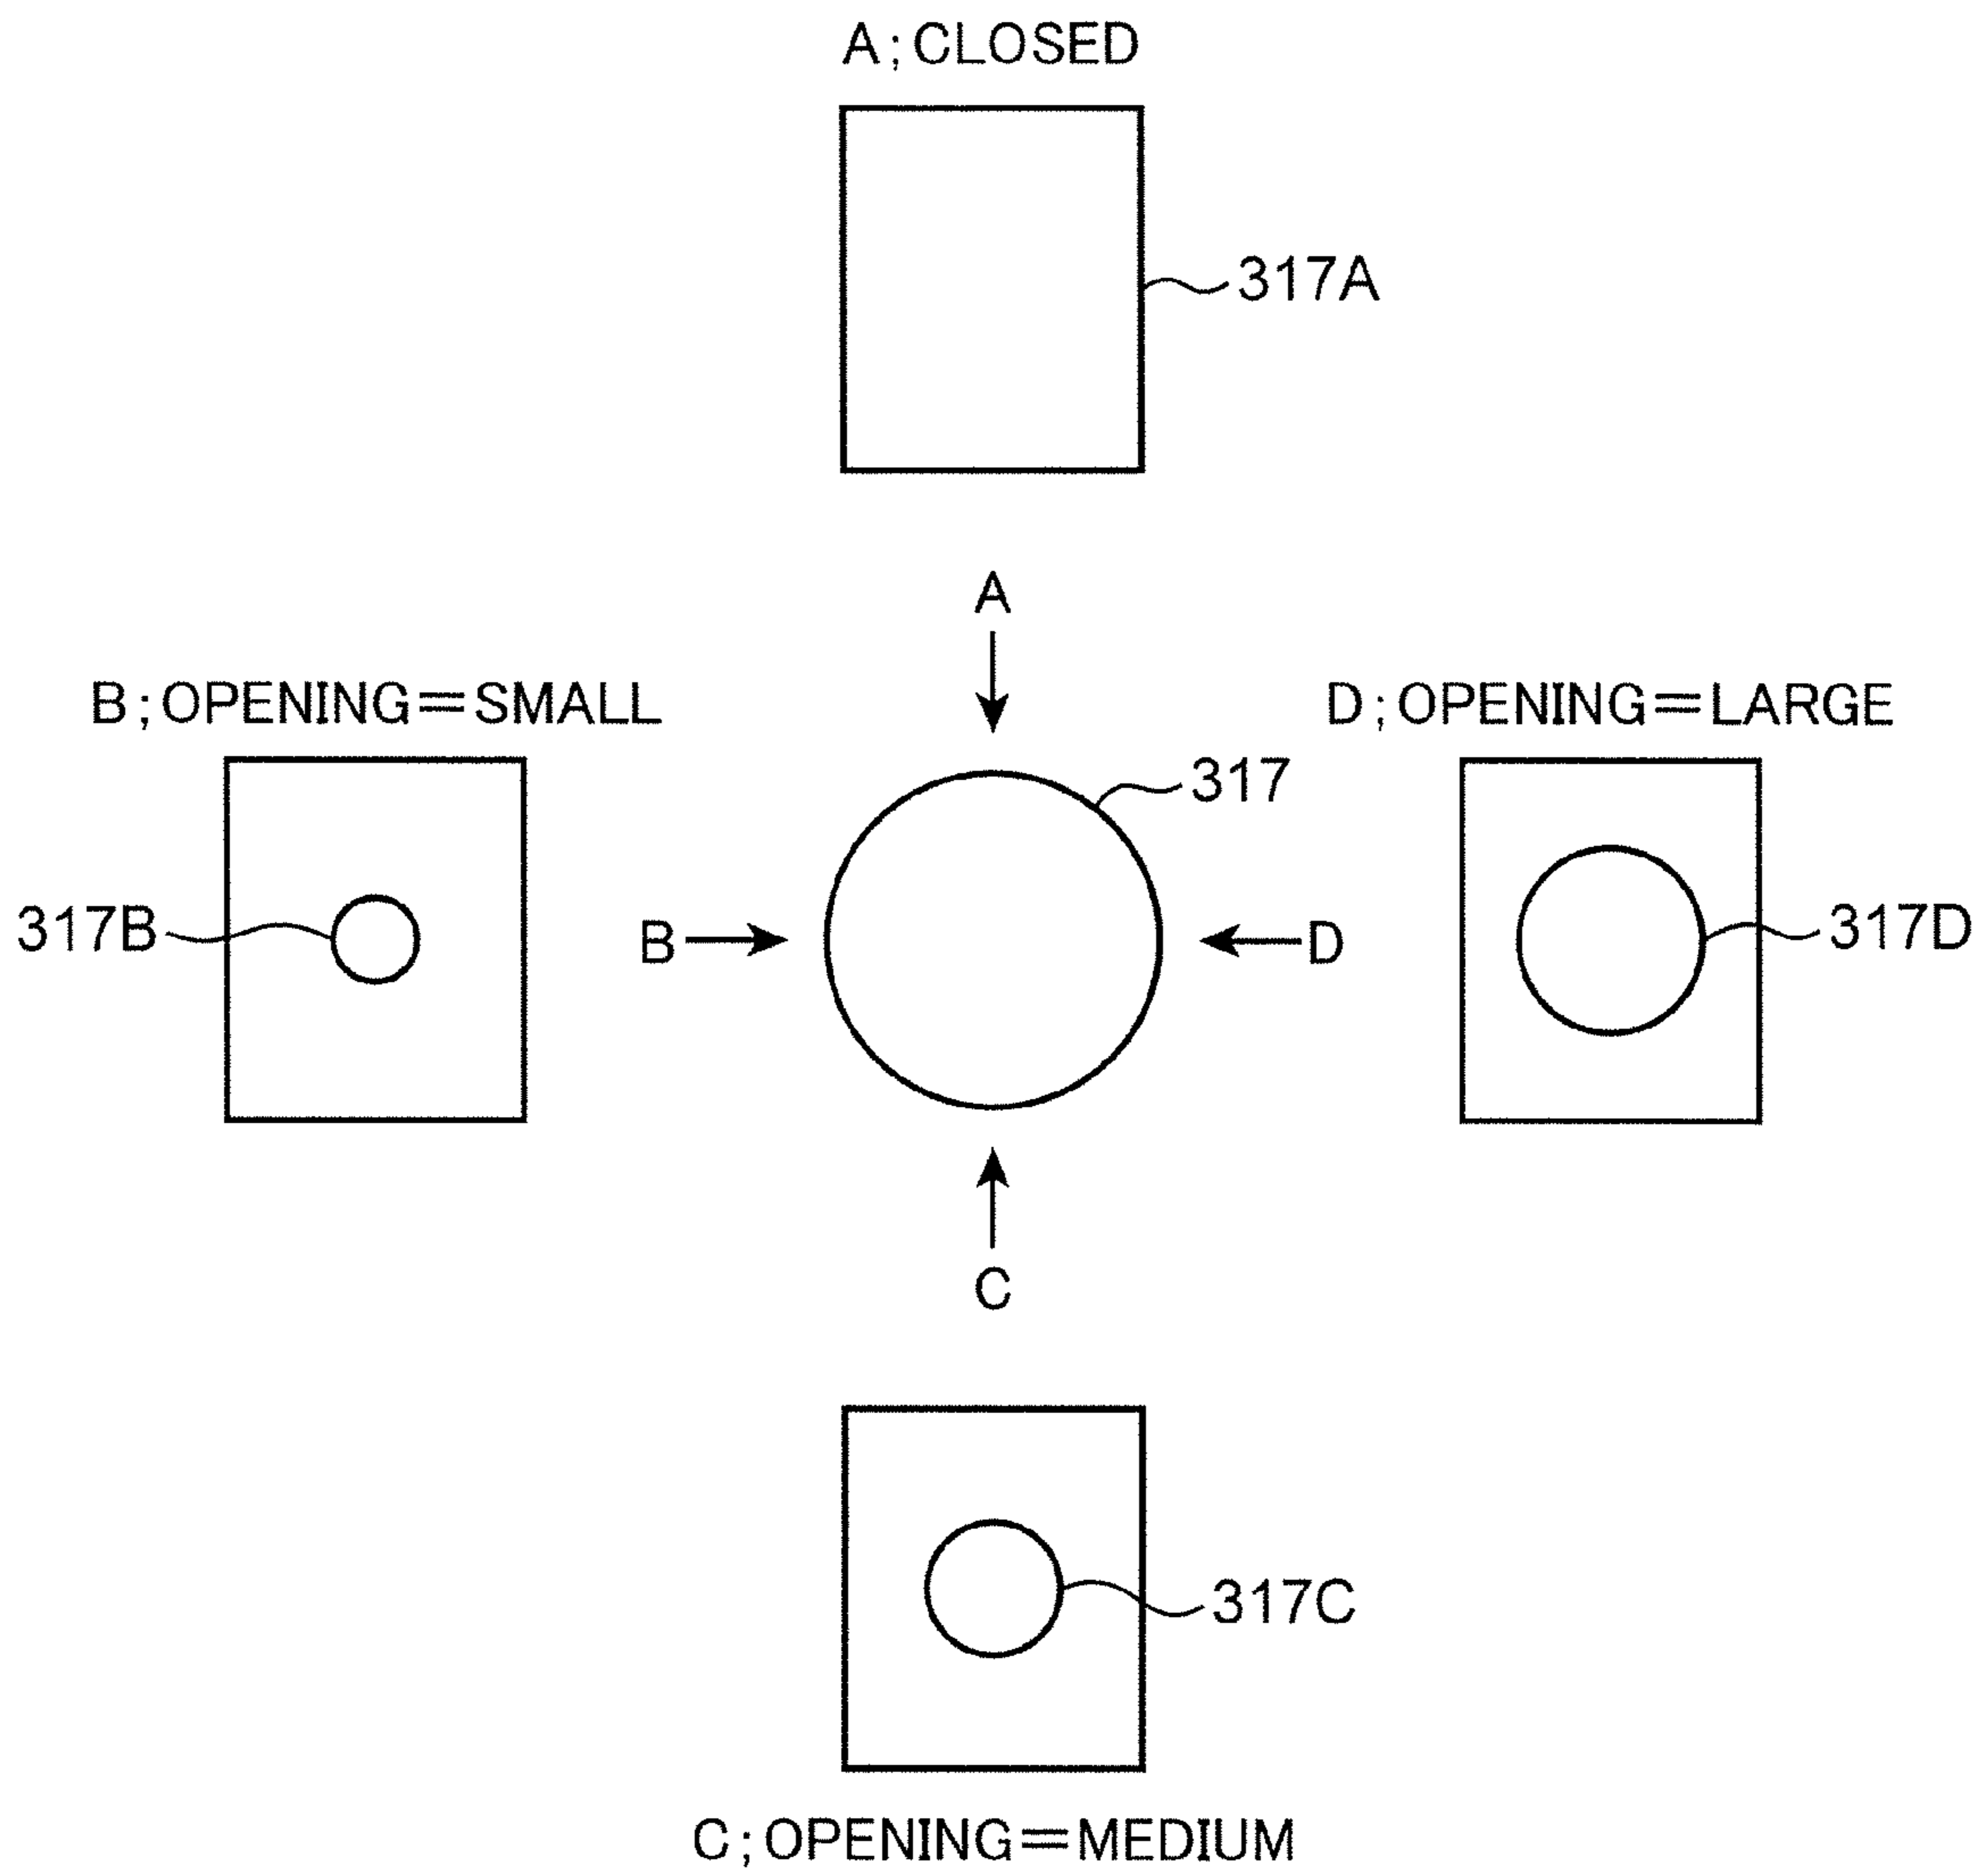 A;CLOSED
317A
A
B;OPENING=SMALL
D;OPENING=LARGE
317
317B
B
D
317D
C
317C
C;OPENING=MEDIUM